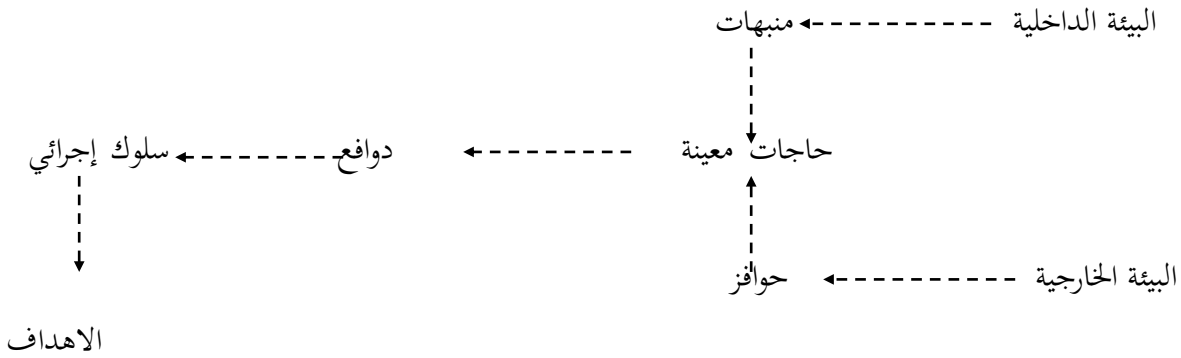 البيئة الداخلية منبهات
حاجات معينة دوافع سلوك إجرائي
البيئة الخارجية حوافز
الاهداف